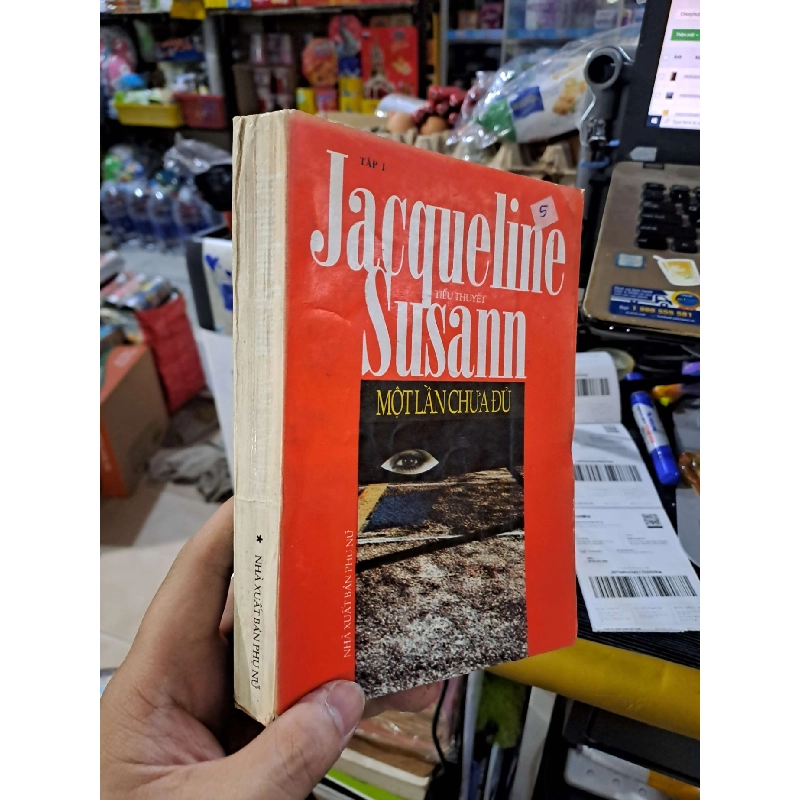 TẬP 1
Jacqueline
5
TIỂU THUYẾT
Susann
MỘT LẦN CHƯA ĐỦ
NHÀ XUẤT BẢN PHỤ NỮ
★ NHÀ XUẤT BẢN PHỤ NỮ